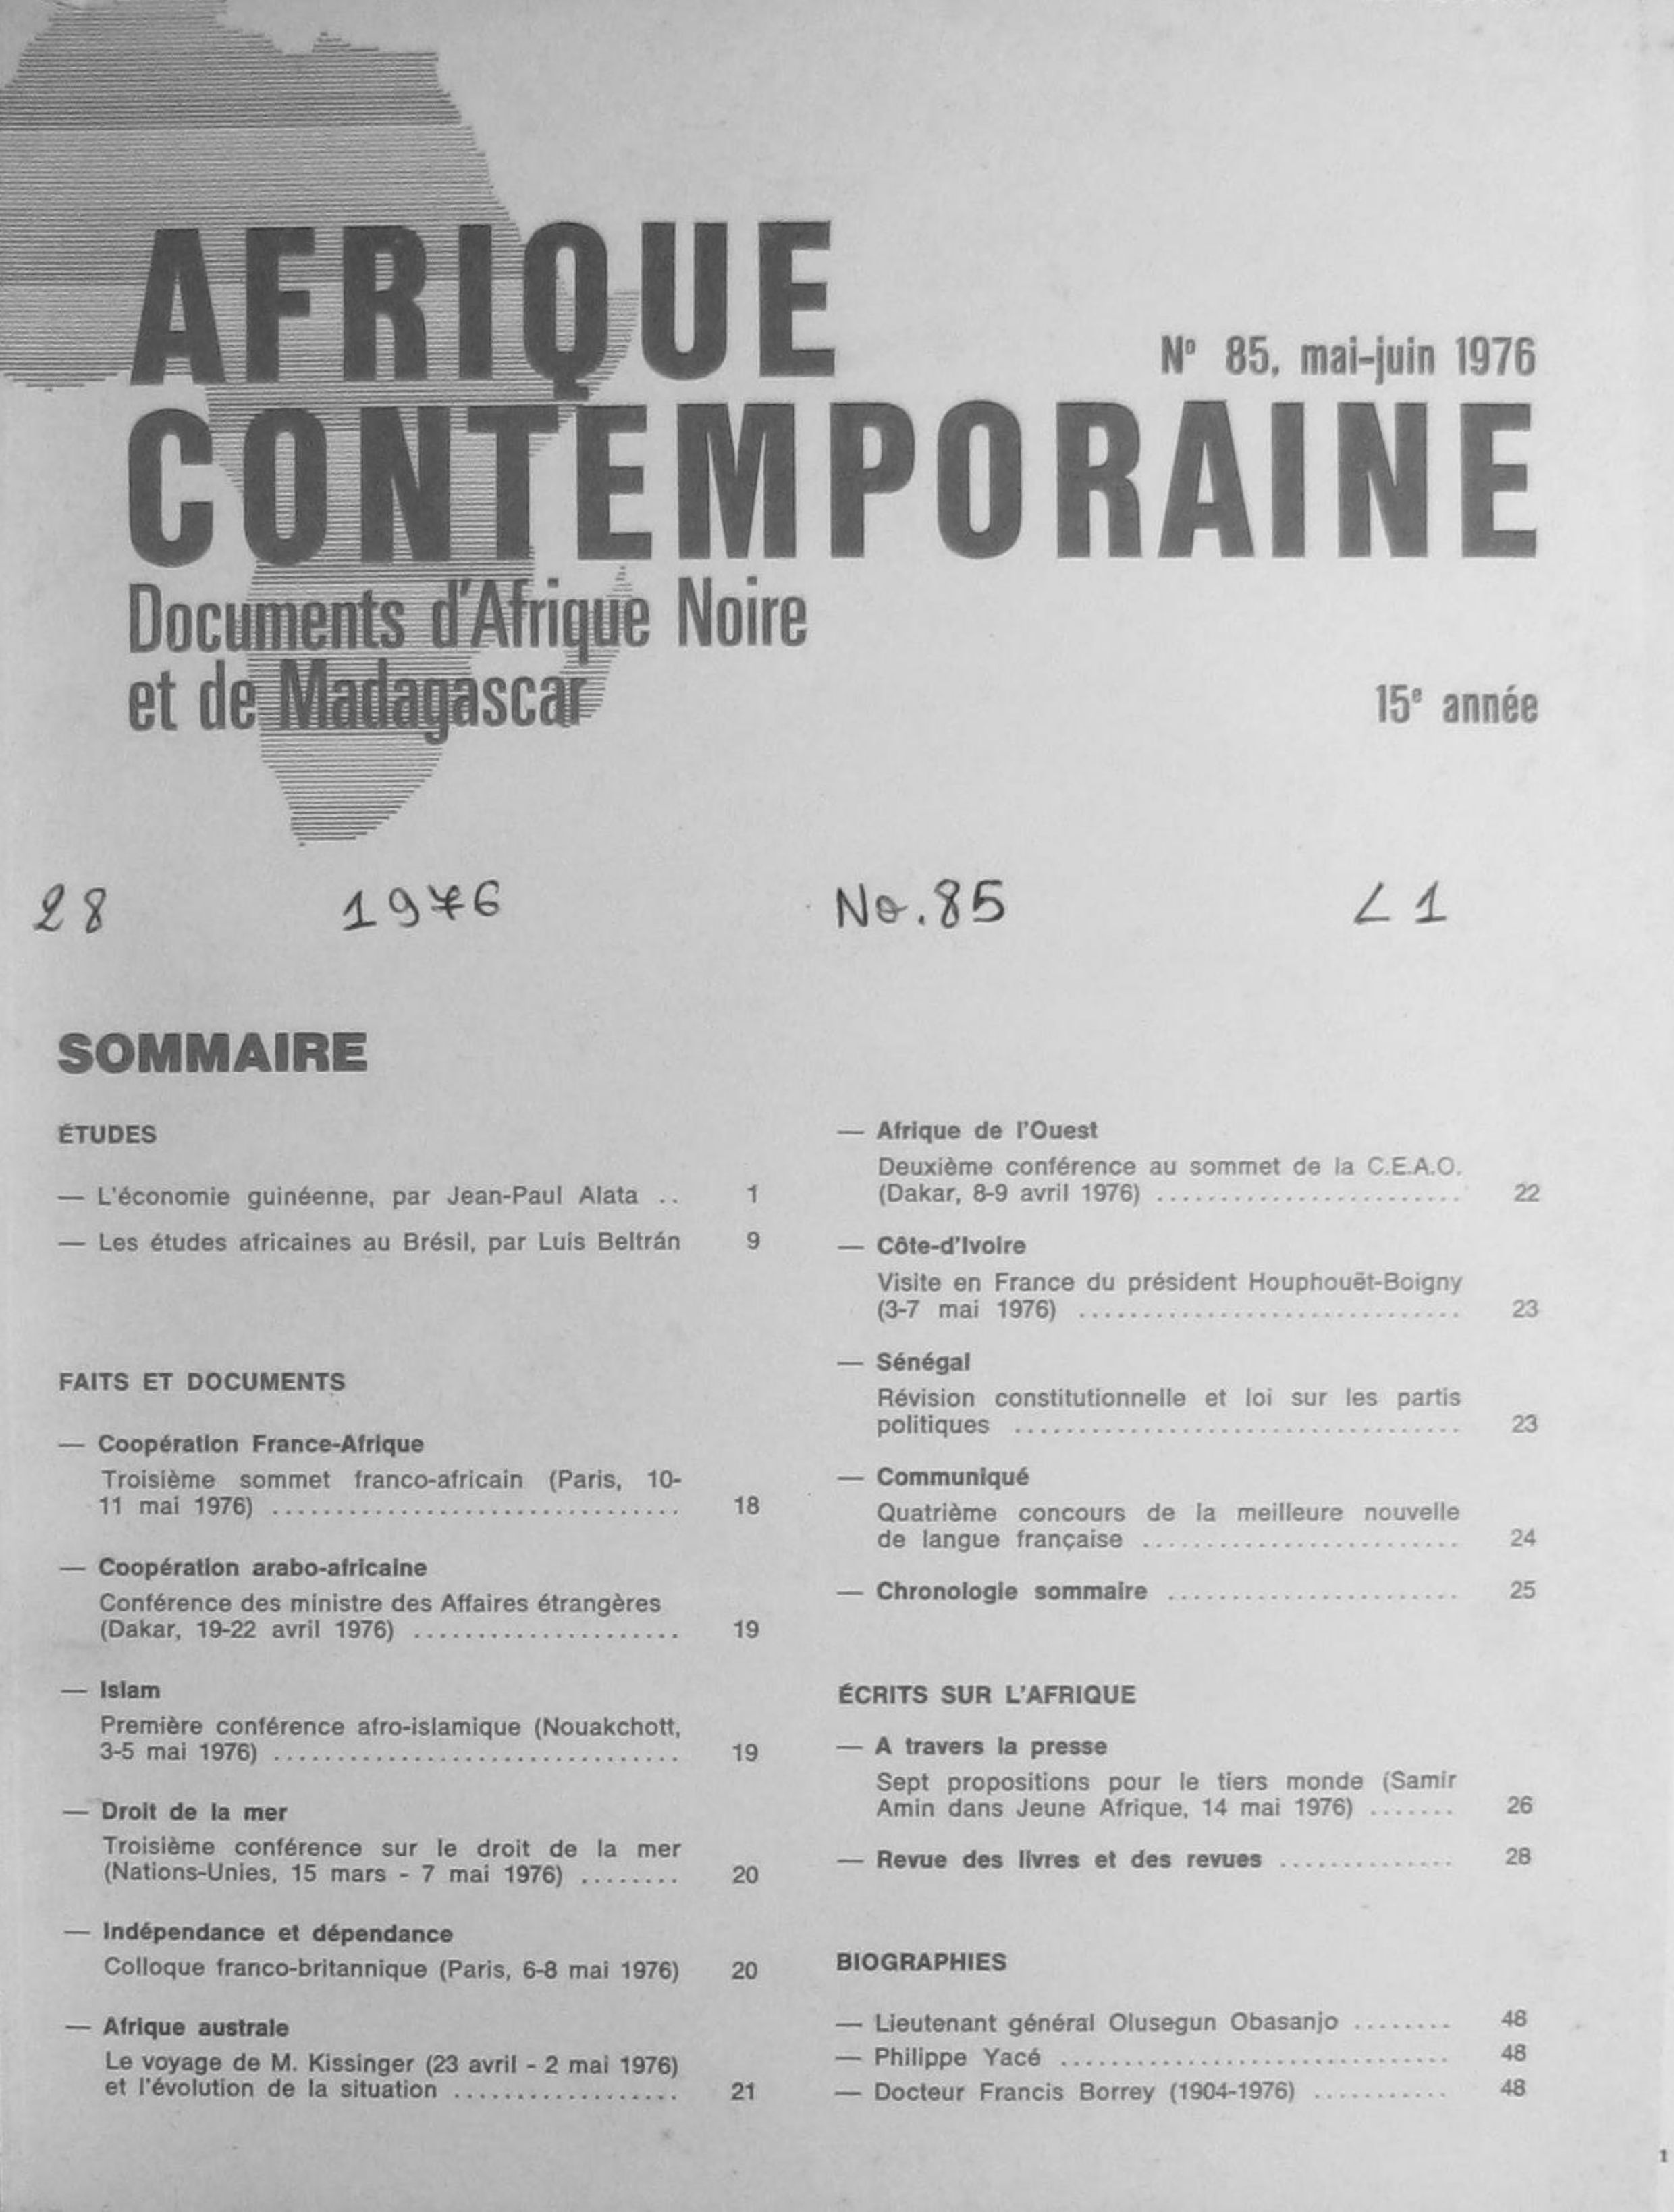 AFRIQUE
N° 85, mai-juin 1976
CONTEMPORAINE
Documents d'Afrique Noire
et de Madagascar
15e année
28 1976 No.85 L 1
SOMMAIRE
ÉTUDES
— L'économie guinéenne, par Jean-Paul Alata .. 1
— Les études africaines au Brésil, par Luis Beltrán 9
FAITS ET DOCUMENTS
— Coopération France-Afrique
Troisième sommet franco-africain (Paris, 10-
11 mai 1976) ................................ 18
— Coopération arabo-africaine
Conférence des ministre des Affaires étrangères
(Dakar, 19-22 avril 1976) ..................... 19
— Islam
Première conférence afro-islamique (Nouakchott,
3-5 mai 1976) ................................ 19
— Droit de la mer
Troisième conférence sur le droit de la mer
(Nations-Unies, 15 mars - 7 mai 1976) ........ 20
— Indépendance et dépendance
Colloque franco-britannique (Paris, 6-8 mai 1976) 20
— Afrique australe
Le voyage de M. Kissinger (23 avril - 2 mai 1976)
et l'évolution de la situation .................. 21
— Afrique de l'Ouest
Deuxième conférence au sommet de la C.E.A.O.
(Dakar, 8-9 avril 1976) ........................ 22
— Côte-d'Ivoire
Visite en France du président Houphouët-Boigny
(3-7 mai 1976) .............................. 23
— Sénégal
Révision constitutionnelle et loi sur les partis
politiques ................................... 23
— Communiqué
Quatrième concours de la meilleure nouvelle
de langue française ......................... 24
— Chronologie sommaire ....................... 25
ÉCRITS SUR L'AFRIQUE
— A travers la presse
Sept propositions pour le tiers monde (Samir
Amin dans Jeune Afrique, 14 mai 1976) ....... 26
— Revue des livres et des revues .............. 28
BIOGRAPHIES
— Lieutenant général Olusegun Obasanjo ........ 48
— Philippe Yacé ............................... 48
— Docteur Francis Borrey (1904-1976) ........... 48
1